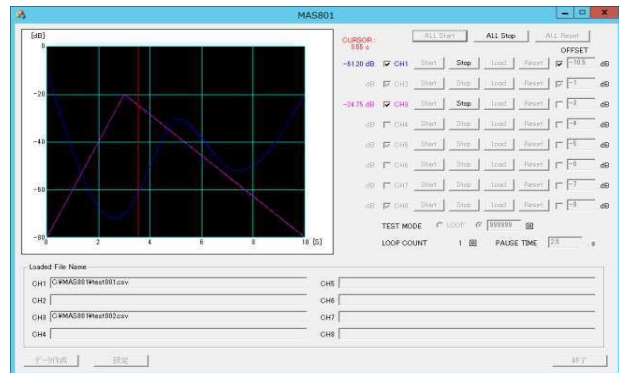 MAS801
[dB]
0
-20
-40
-60
-80
0 2 4 6 8 10 [S]
CURSOR:
3.55 s
ALL Start ALL Stop ALL Reset
OFFSET
-61.20 dB CH1 Start Stop Load Reset -10.5 dB
dB CH2 Start Stop Load Reset dB
-24.75 dB CH3 Start Stop Load Reset -3 dB
dB CH4 Start Stop Load Reset -4 dB
dB CH5 Start Stop Load Reset -5 dB
dB CH6 Start Stop Load Reset -6 dB
dB CH7 Start Stop Load Reset -7 dB
dB CH8 Start Stop Load Reset -8 dB
TEST MODE LOOP 999999 回
LOOP COUNT 1 回 PAUSE TIME 2.5 s
Loaded File Name
CH1 C:¥MAS801¥test001.csv CH5
CH2 CH6
CH3 C:¥MAS801¥test002.csv CH7
CH4 CH8
データ作成 設定 終了